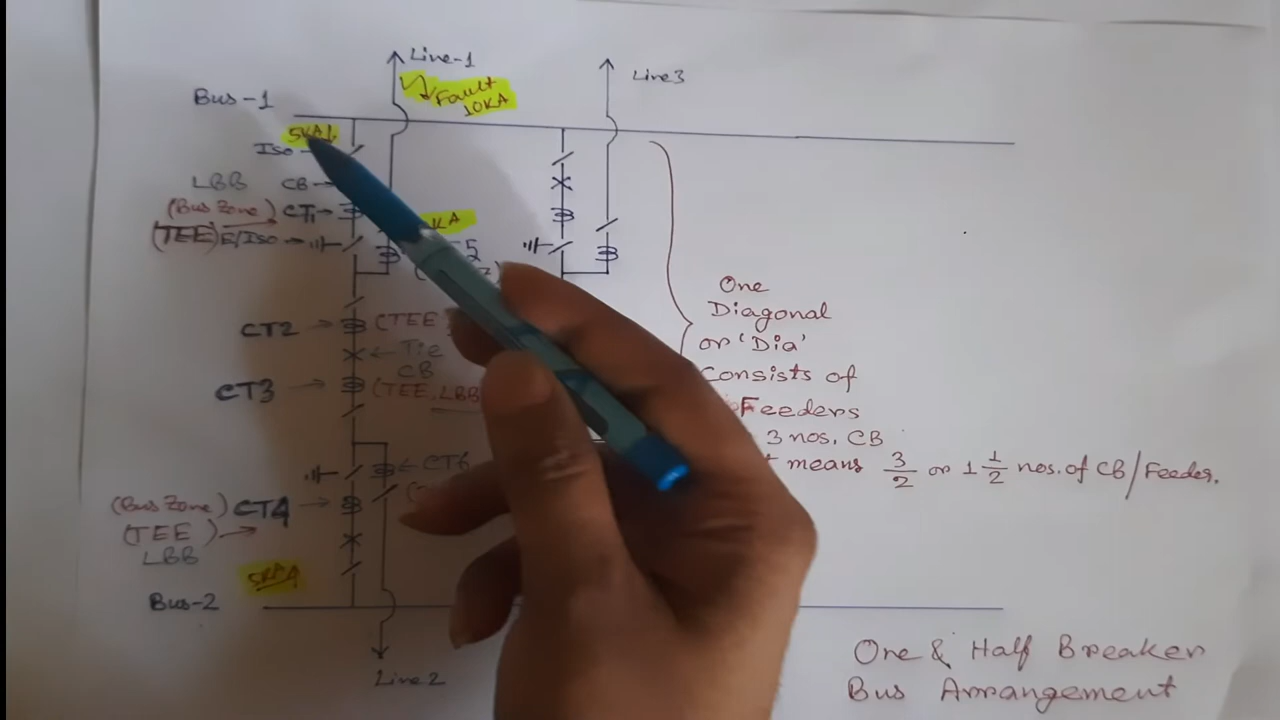 Line-1
Fault
10KA
Line3
Bus-1
5KA
Iso
LBB CB
(Bus Zone) CT1
(TEE) E/Iso
KA
5
CT2 (TEE
Tie
CB
CT3 (TEE, LBB
CT6
(Bus Zone) CT4
(TEE)
LBB
5KA
Bus-2
Line2
One
Diagonal
or 'Dia'
Consists of
Feeders
3 nos. CB
means 3/2 or 1 1/2 nos. of CB/Feeder.
One & Half Breaker
Bus Arrangement